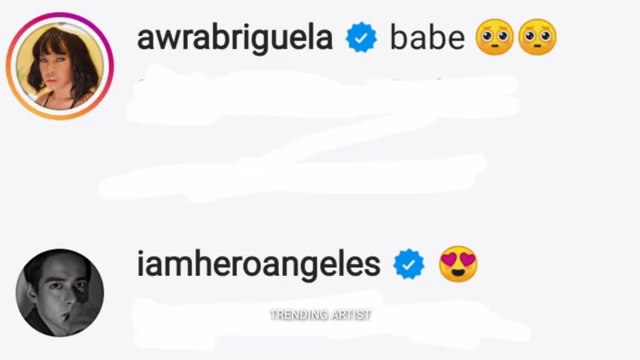 awrabriguela babe 🥺🥺
iamheroangeles 😍
TRENDING ARTIST